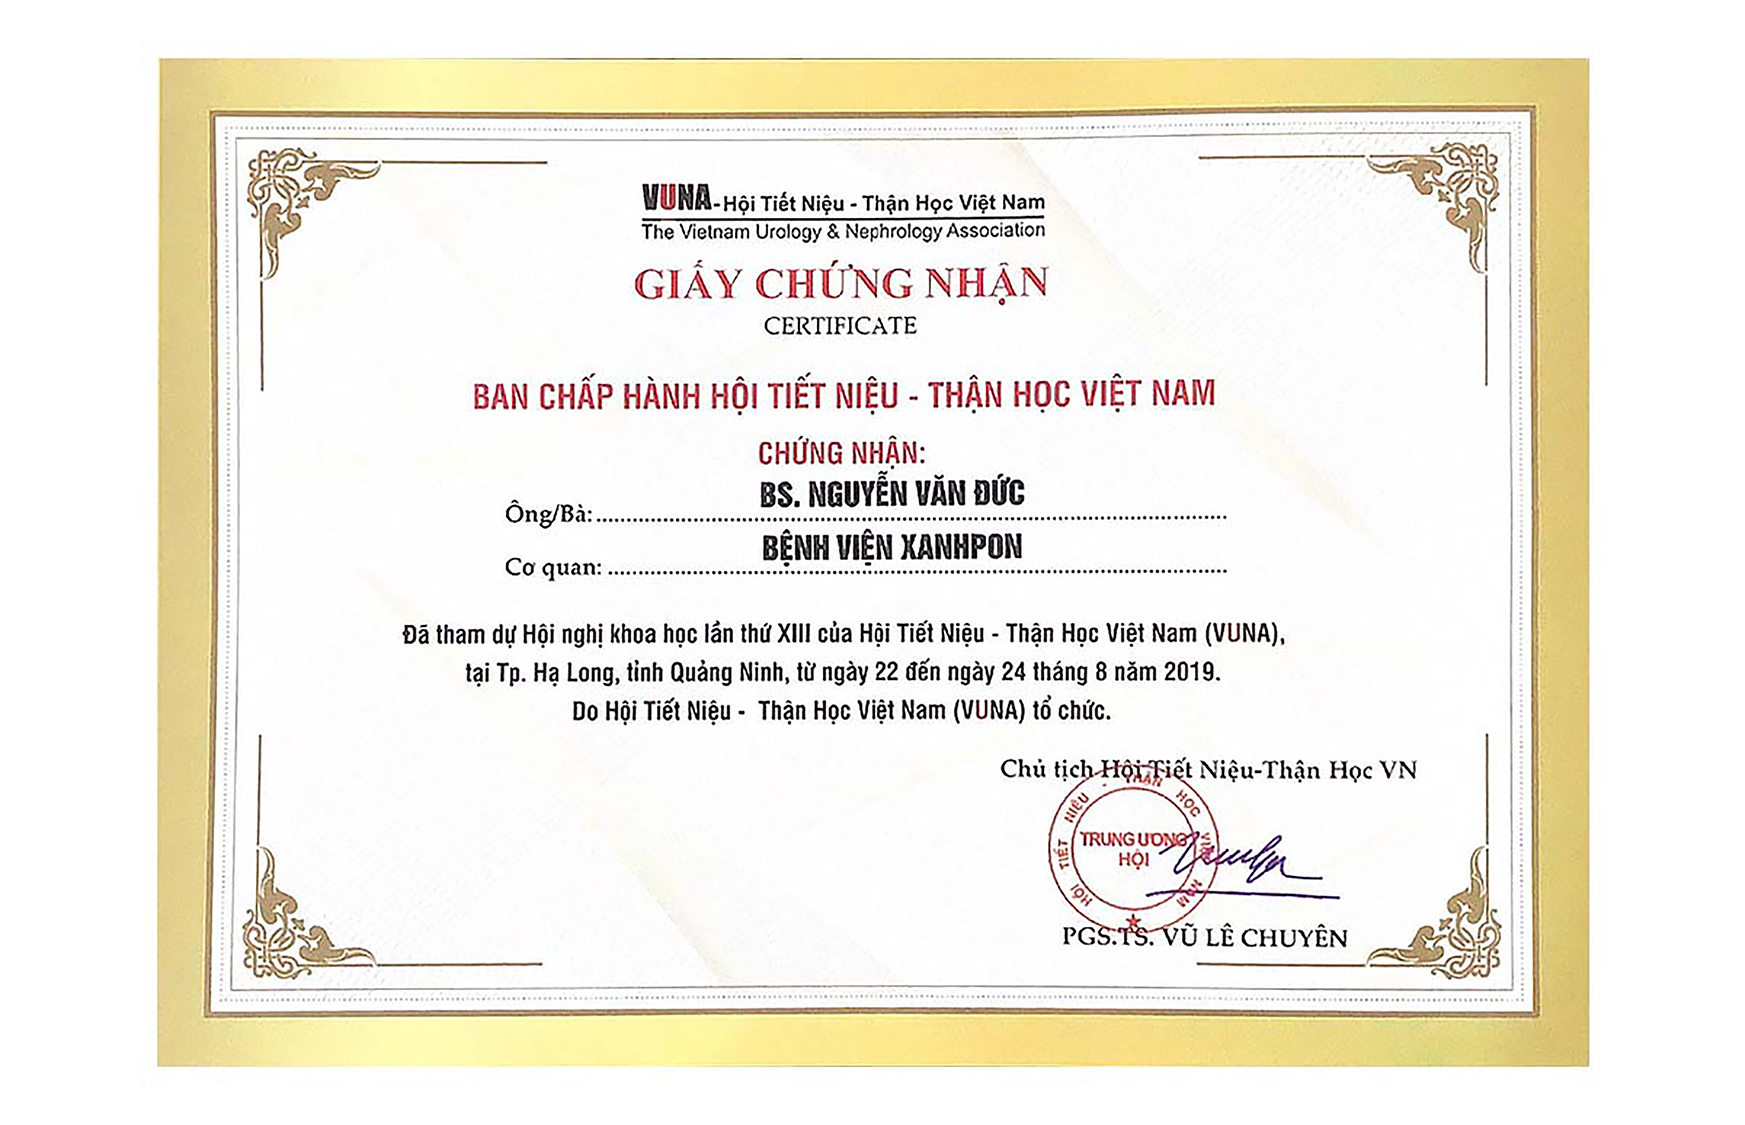 VUNA-Hội Tiết Niệu - Thận Học Việt Nam
The Vietnam Urology & Nephrology Association
GIẤY CHỨNG NHẬN
CERTIFICATE
BAN CHẤP HÀNH HỘI TIẾT NIỆU - THẬN HỌC VIỆT NAM
CHỨNG NHẬN:
Ông/Bà: BS. NGUYỄN VĂN ĐỨC
Cơ quan: BỆNH VIỆN XANHPON
Đã tham dự Hội nghị khoa học lần thứ XIII của Hội Tiết Niệu - Thận Học Việt Nam (VUNA),
tại Tp. Hạ Long, tỉnh Quảng Ninh, từ ngày 22 đến ngày 24 tháng 8 năm 2019.
Do Hội Tiết Niệu - Thận Học Việt Nam (VUNA) tổ chức.
Chủ tịch Hội Tiết Niệu-Thận Học VN
HỘI TIẾT NIỆU - THẬN HỌC VIỆT NAM
TRUNG ƯƠNG
HỘI
PGS.TS. VŨ LÊ CHUYÊN